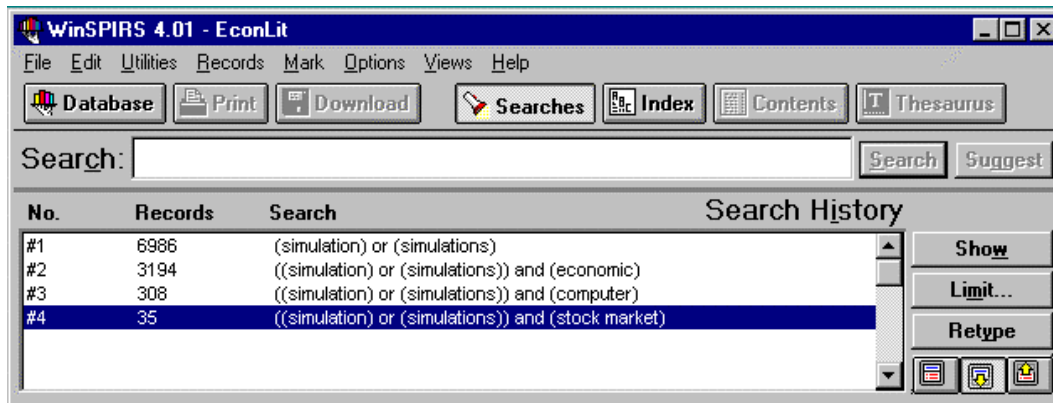 WinSPIRS 4.01 - EconLit
File Edit Utilities Records Mark Options Views Help
Database Print Download Searches Index Contents Thesaurus
Search: Search Suggest
No. Records Search Search History
#1 6986 (simulation) or (simulations)
#2 3194 ((simulation) or (simulations)) and (economic)
#3 308 ((simulation) or (simulations)) and (computer)
#4 35 ((simulation) or (simulations)) and (stock market)
Show
Limit...
Retype